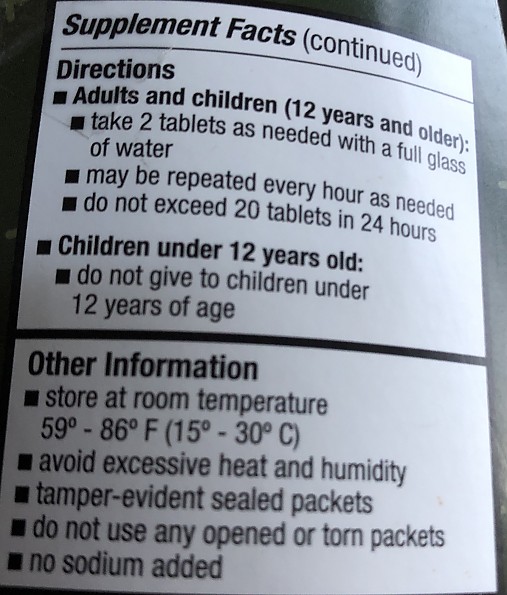 Supplement Facts (continued)
Directions
■ Adults and children (12 years and older):
■ take 2 tablets as needed with a full glass
of water
■ may be repeated every hour as needed
■ do not exceed 20 tablets in 24 hours
■ Children under 12 years old:
■ do not give to children under
12 years of age
Other Information
■ store at room temperature
59º - 86º F (15º - 30º C)
■ avoid excessive heat and humidity
■ tamper-evident sealed packets
■ do not use any opened or torn packets
■ no sodium added